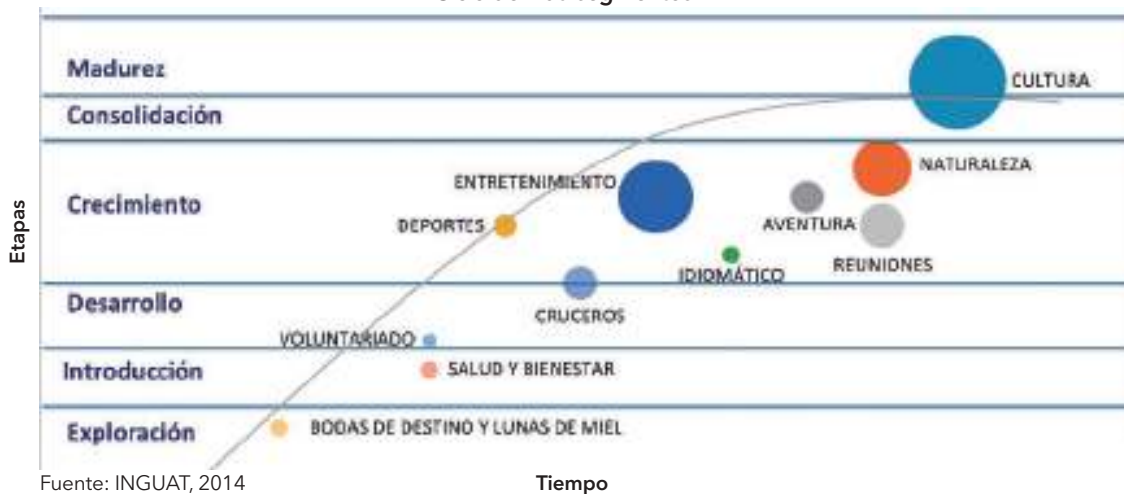 Madurez
CULTURA
Consolidación
NATURALEZA
ENTRETENIMIENTO
Crecimiento
AVENTURA
DEPORTES
REUNIONES
IDIOMÁTICO
Etapas
Desarrollo
CRUCEROS
VOLUNTARIADO
Introducción
SALUD Y BIENESTAR
Exploración
BODAS DE DESTINO Y LUNAS DE MIEL
Fuente: INGUAT, 2014
Tiempo